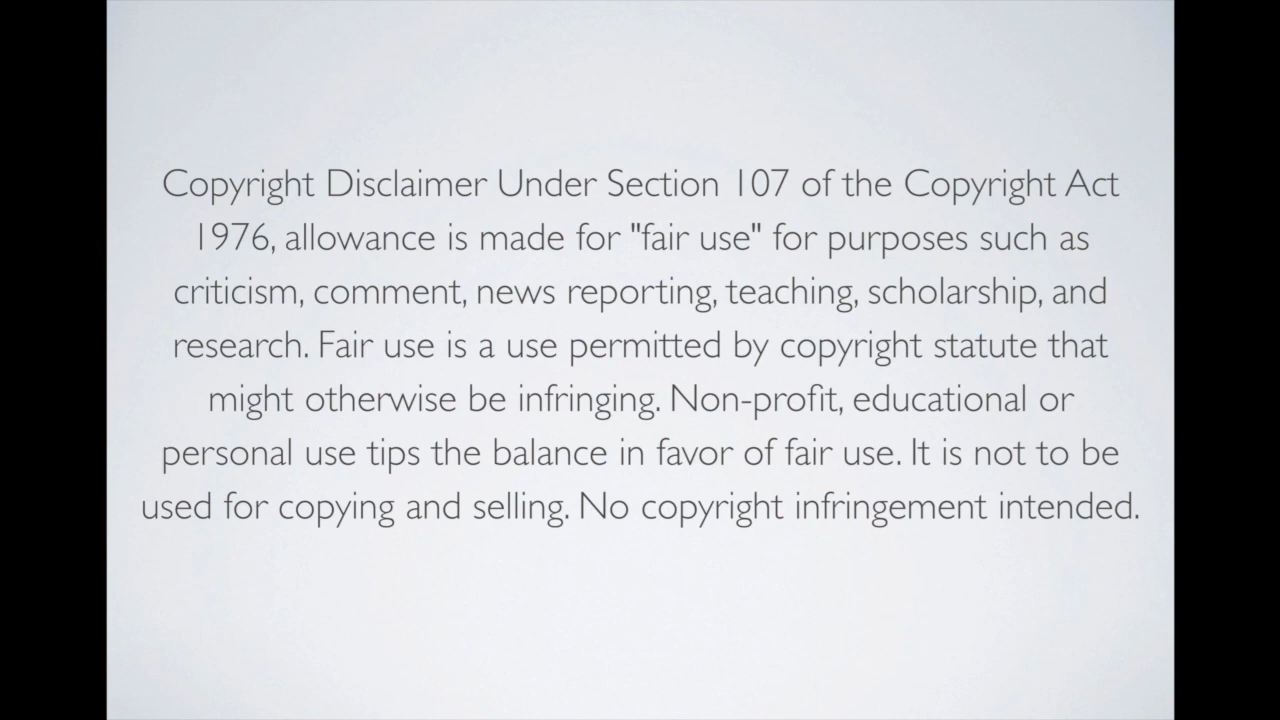 Copyright Disclaimer Under Section 107 of the Copyright Act
1976, allowance is made for "fair use" for purposes such as
criticism, comment, news reporting, teaching, scholarship, and
research. Fair use is a use permitted by copyright statute that
might otherwise be infringing. Non-profit, educational or
personal use tips the balance in favor of fair use. It is not to be
used for copying and selling. No copyright infringement intended.